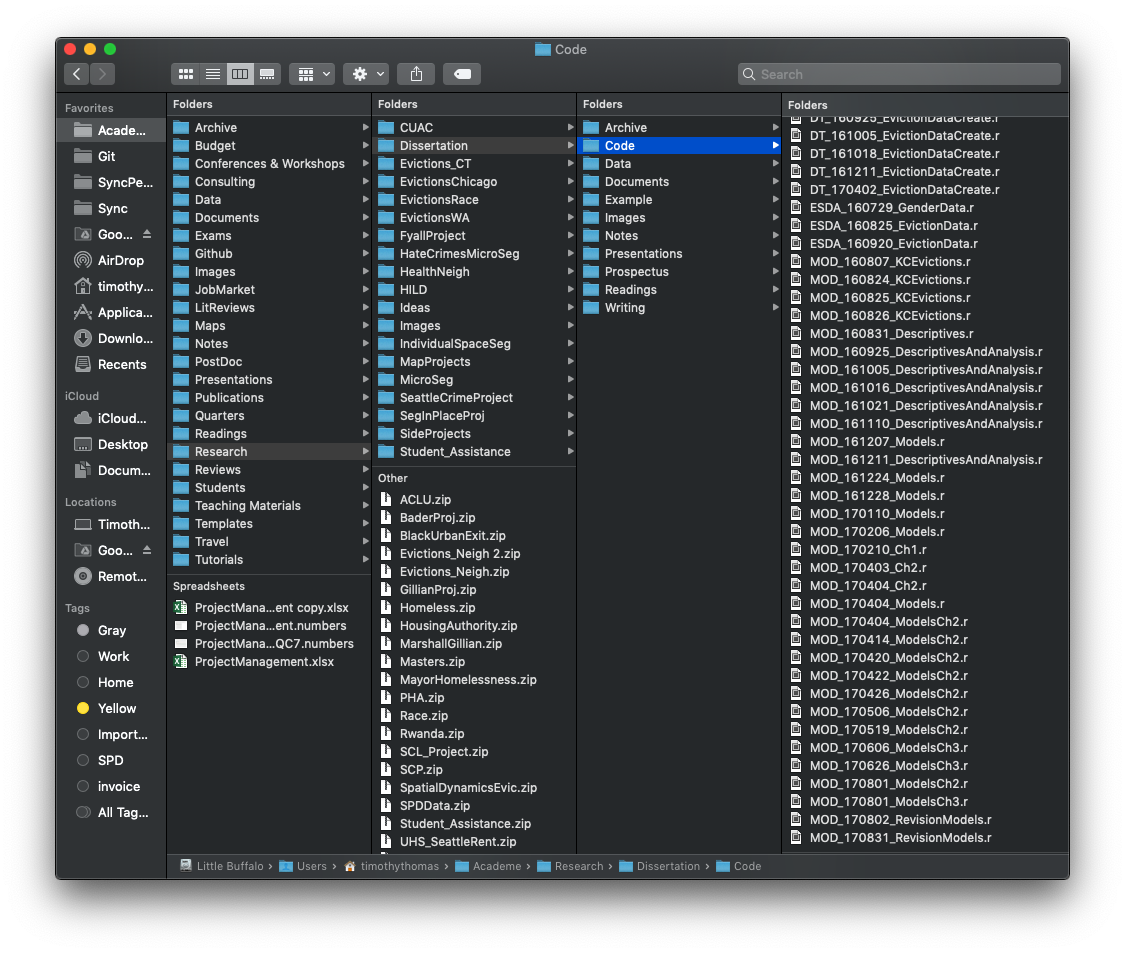 Code
Search
Favorites
Acade...
Git
SyncPe...
Sync
Goo...
AirDrop
timothy...
Applica...
Downlo...
Recents
iCloud
iCloud...
Desktop
Docum...
Locations
Timoth...
Goo...
Remot...
Tags
Gray
Work
Home
Yellow
Import...
SPD
invoice
All Tag...
Folders
Archive
Budget
Conferences & Workshops
Consulting
Data
Documents
Exams
Github
Images
JobMarket
LitReviews
Maps
Notes
PostDoc
Presentations
Publications
Quarters
Readings
Research
Reviews
Students
Teaching Materials
Templates
Travel
Tutorials
Spreadsheets
ProjectMana...ent copy.xlsx
ProjectMana...ent.numbers
ProjectMana...QC7.numbers
ProjectManagement.xlsx
Folders
CUAC
Dissertation
Evictions_CT
EvictionsChicago
EvictionsRace
EvictionsWA
FyallProject
HateCrimesMicroSeg
HealthNeigh
HILD
Ideas
Images
IndividualSpaceSeg
MapProjects
MicroSeg
SeattleCrimeProject
SegInPlaceProj
SideProjects
Student_Assistance
Other
ACLU.zip
BaderProj.zip
BlackUrbanExit.zip
Evictions_Neigh 2.zip
Evictions_Neigh.zip
GillianProj.zip
Homeless.zip
HousingAuthority.zip
MarshallGillian.zip
Masters.zip
MayorHomelessness.zip
PHA.zip
Race.zip
Rwanda.zip
SCL_Project.zip
SCP.zip
SpatialDynamicsEvic.zip
SPDData.zip
Student_Assistance.zip
UHS_SeattleRent.zip
Folders
Archive
Code
Data
Documents
Example
Images
Notes
Presentations
Prospectus
Readings
Writing
Folders
DT_160925_EvictionDataCreate.r
DT_161005_EvictionDataCreate.r
DT_161018_EvictionDataCreate.r
DT_161211_EvictionDataCreate.r
DT_170402_EvictionDataCreate.r
ESDA_160729_GenderData.r
ESDA_160825_EvictionData.r
ESDA_160920_EvictionData.r
MOD_160807_KCEvictions.r
MOD_160824_KCEvictions.r
MOD_160825_KCEvictions.r
MOD_160826_KCEvictions.r
MOD_160831_Descriptives.r
MOD_160925_DescriptivesAndAnalysis.r
MOD_161005_DescriptivesAndAnalysis.r
MOD_161016_DescriptivesAndAnalysis.r
MOD_161021_DescriptivesAndAnalysis.r
MOD_161110_DescriptivesAndAnalysis.r
MOD_161207_Models.r
MOD_161211_DescriptivesAndAnalysis.r
MOD_161224_Models.r
MOD_161228_Models.r
MOD_170110_Models.r
MOD_170206_Models.r
MOD_170210_Ch1.r
MOD_170403_Ch2.r
MOD_170404_Ch2.r
MOD_170404_Models.r
MOD_170404_ModelsCh2.r
MOD_170414_ModelsCh2.r
MOD_170420_ModelsCh2.r
MOD_170422_ModelsCh2.r
MOD_170426_ModelsCh2.r
MOD_170506_ModelsCh2.r
MOD_170519_ModelsCh2.r
MOD_170606_ModelsCh3.r
MOD_170626_ModelsCh3.r
MOD_170801_ModelsCh2.r
MOD_170801_ModelsCh3.r
MOD_170802_RevisionModels.r
MOD_170831_RevisionModels.r
Little Buffalo › Users › timothythomas › Academe › Research › Dissertation › Code